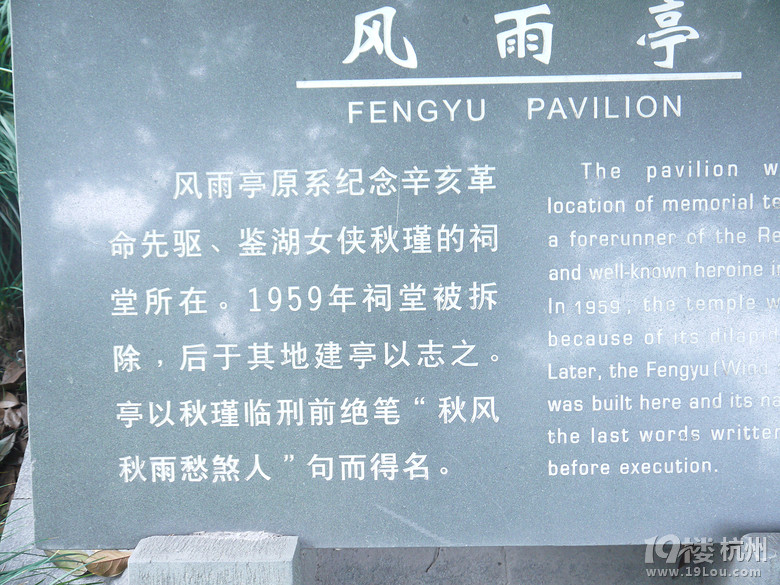 风雨亭
FENGYU PAVILION
风雨亭原系纪念辛亥革
命先驱、鉴湖女侠秋瑾的祠
堂所在。1959年祠堂被拆
除，后于其地建亭以志之。
亭以秋瑾临刑前绝笔“秋风
秋雨愁煞人”句而得名。
The pavilion
location of memorial
a forerunner of the
and well-known heroine
In 1959, the temple
because of its
Later, the Fengyu (Wind
was built here and its
the last words written
before execution.
19楼杭州
www.19Lou.com